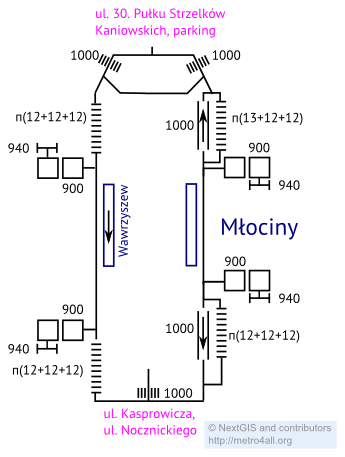 ul. 30. Pułku Strzelków
Kaniowskich, parking
1000
1000
п(12+12+12)
1000
п(13+12+12)
940
900
900
940
Wawrzyszew
Młociny
900
940
900
940
1000
п(12+12+12)
п(12+12+12)
1000
ul. Kasprowicza,
ul. Nocznickiego
© NextGIS and contributors
http://metro4all.org